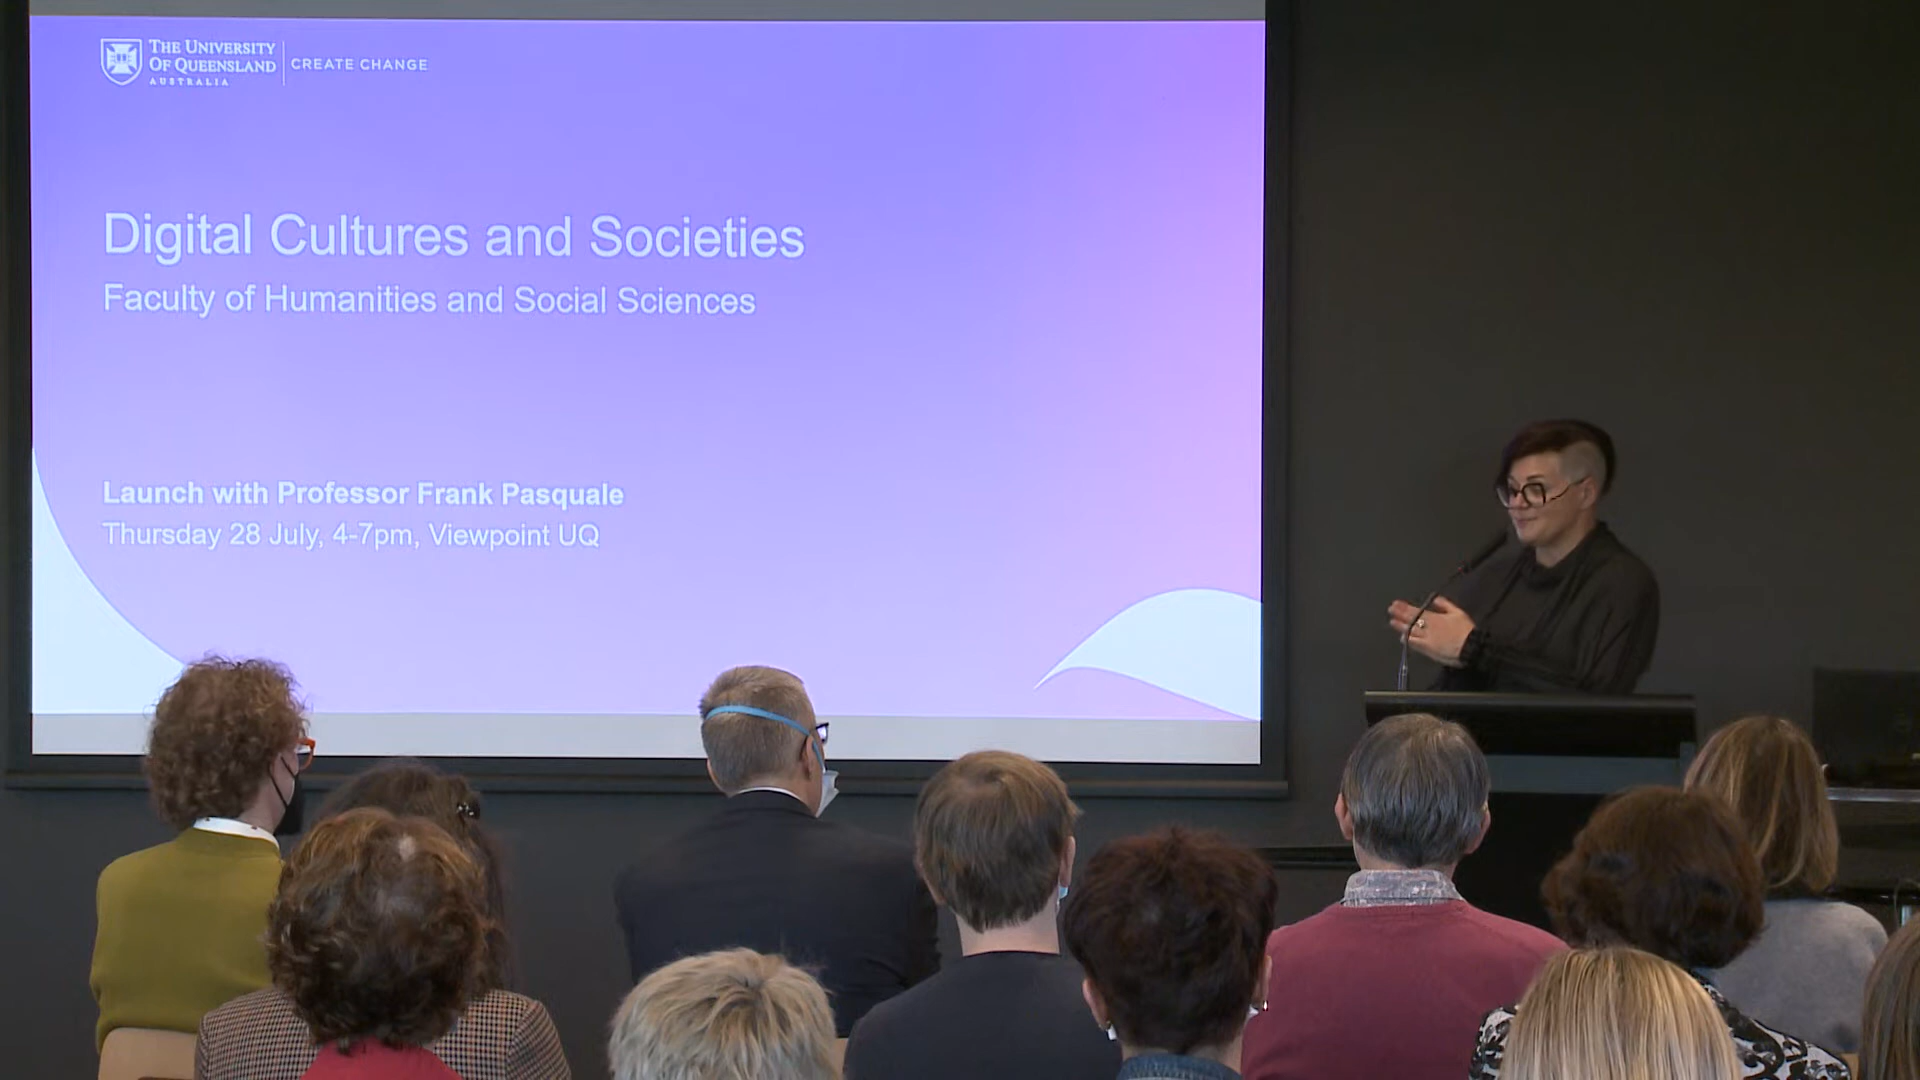 THE UNIVERSITY
OF QUEENSLAND
AUSTRALIA
CREATE CHANGE
Digital Cultures and Societies
Faculty of Humanities and Social Sciences
Launch with Professor Frank Pasquale
Thursday 28 July, 4-7pm, Viewpoint UQ